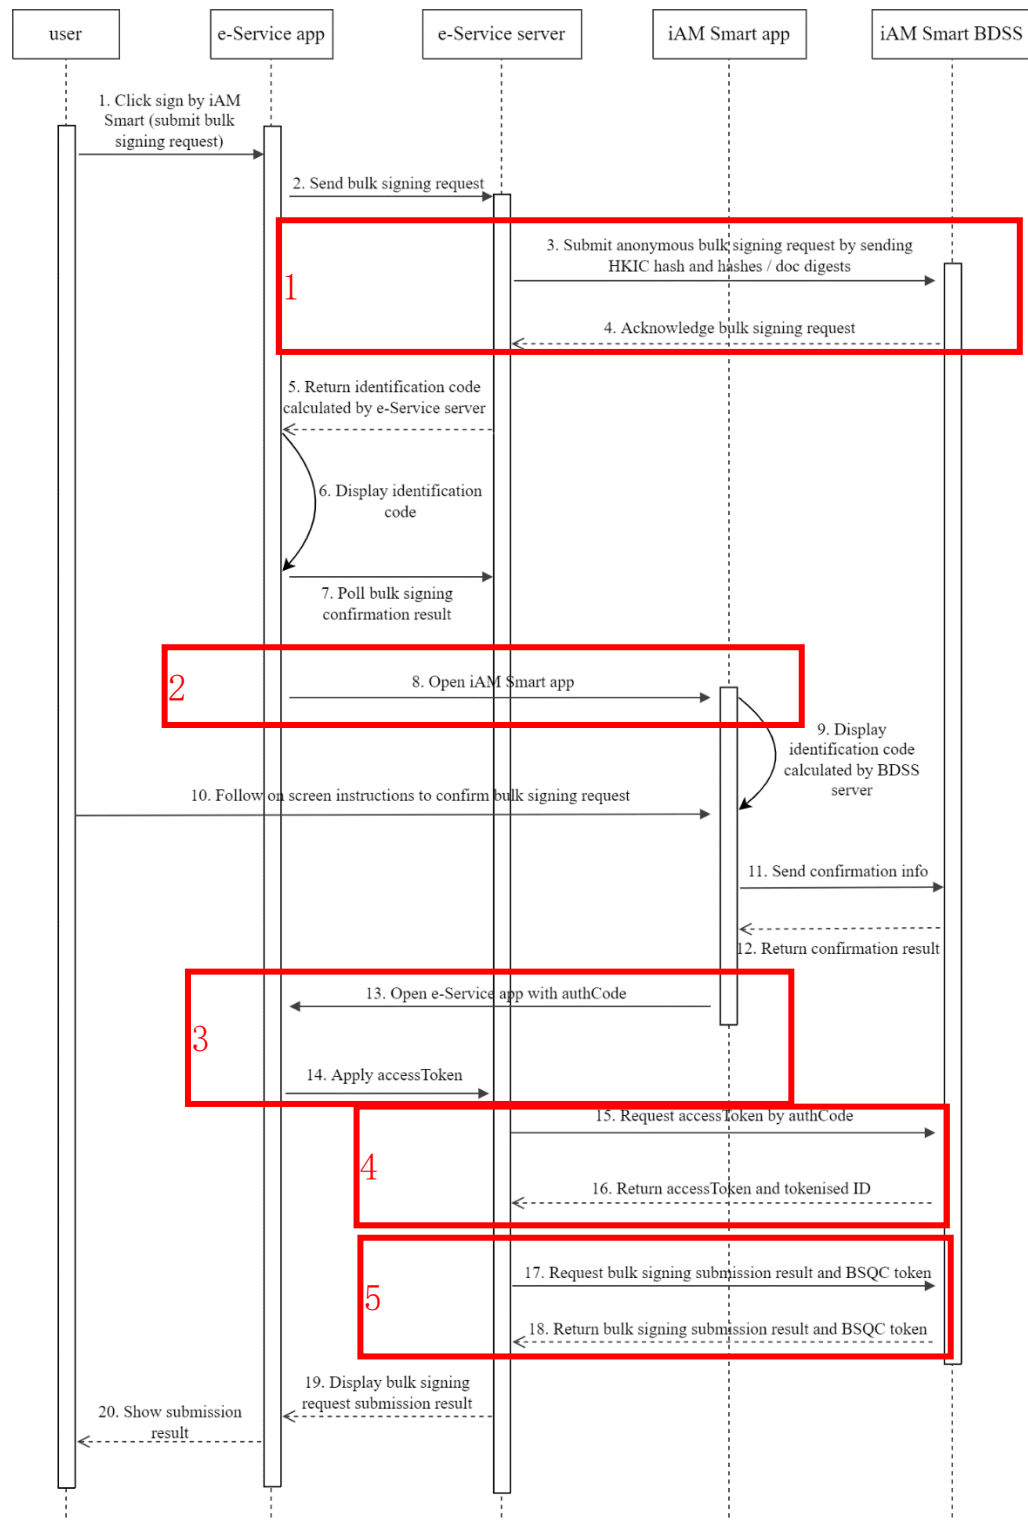 user
e-Service app
e-Service server
iAM Smart app
iAM Smart BDSS
1. Click sign by iAM
Smart (submit bulk
signing request)
2. Send bulk signing request
1
3. Submit anonymous bulk signing request by sending
HKIC hash and hashes / doc digests
4. Acknowledge bulk signing request
5. Return identification code
calculated by e-Service server
6. Display identification
code
7. Poll bulk signing
confirmation result
2
8. Open iAM Smart app
9. Display
identification code
calculated by BDSS
server
10. Follow on screen instructions to confirm bulk signing request
11. Send confirmation info
12. Return confirmation result
3
13. Open e-Service app with authCode
14. Apply accessToken
4
15. Request accessToken by authCode
16. Return accessToken and tokenised ID
5
17. Request bulk signing submission result and BSQC token
18. Return bulk signing submission result and BSQC token
19. Display bulk signing
request submission result
20. Show submission
result